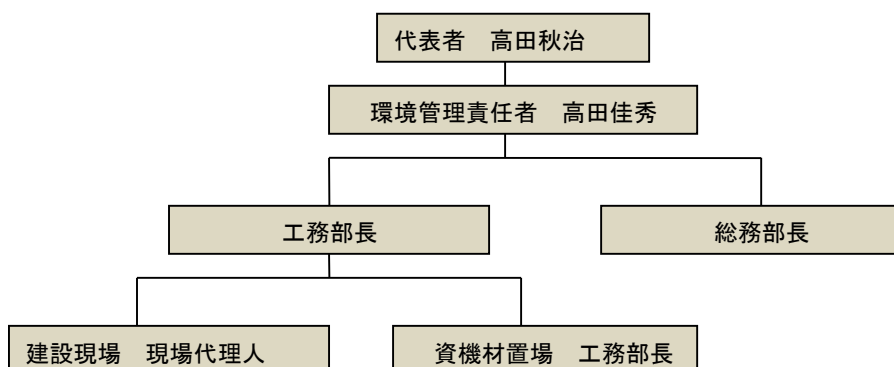 代表者　高田秋治
環境管理責任者　高田佳秀
工務部長
総務部長
建設現場　現場代理人
資機材置場　工務部長